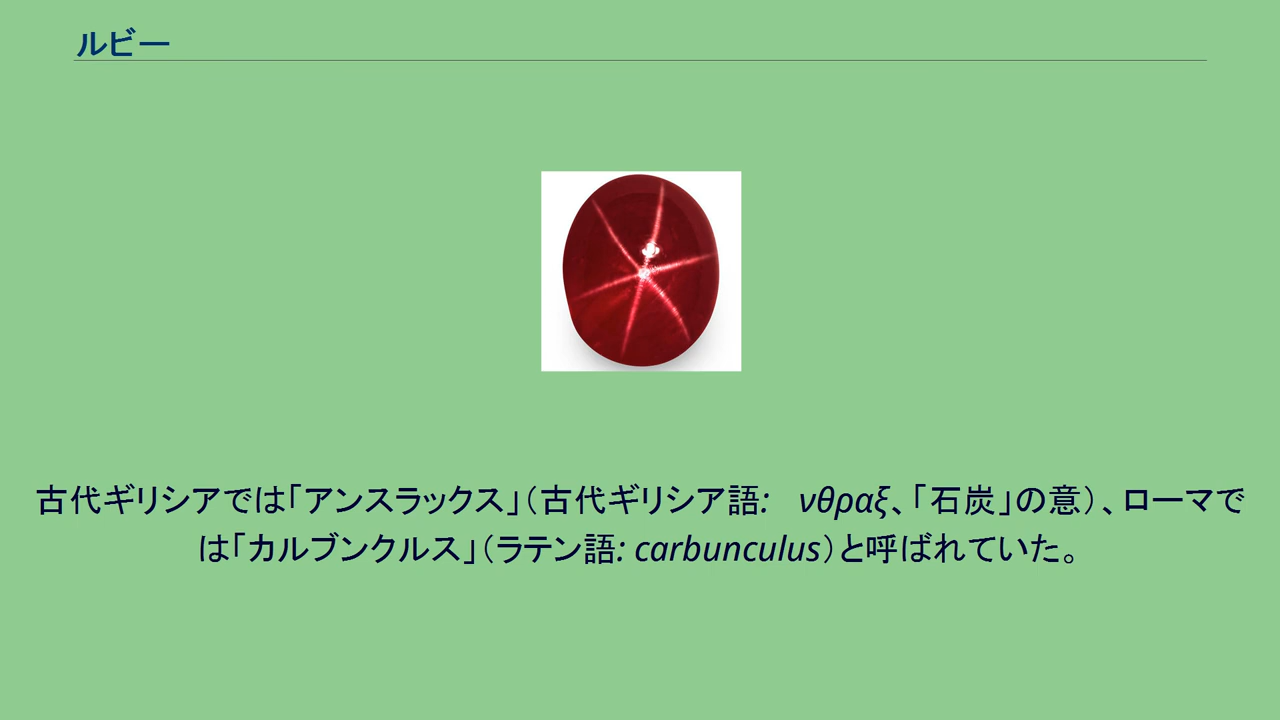 ルビー
古代ギリシアでは「アンスラックス」（古代ギリシア語: νθραξ、「石炭」の意）、ローマで
は「カルブンクルス」（ラテン語: carbunculus）と呼ばれていた。